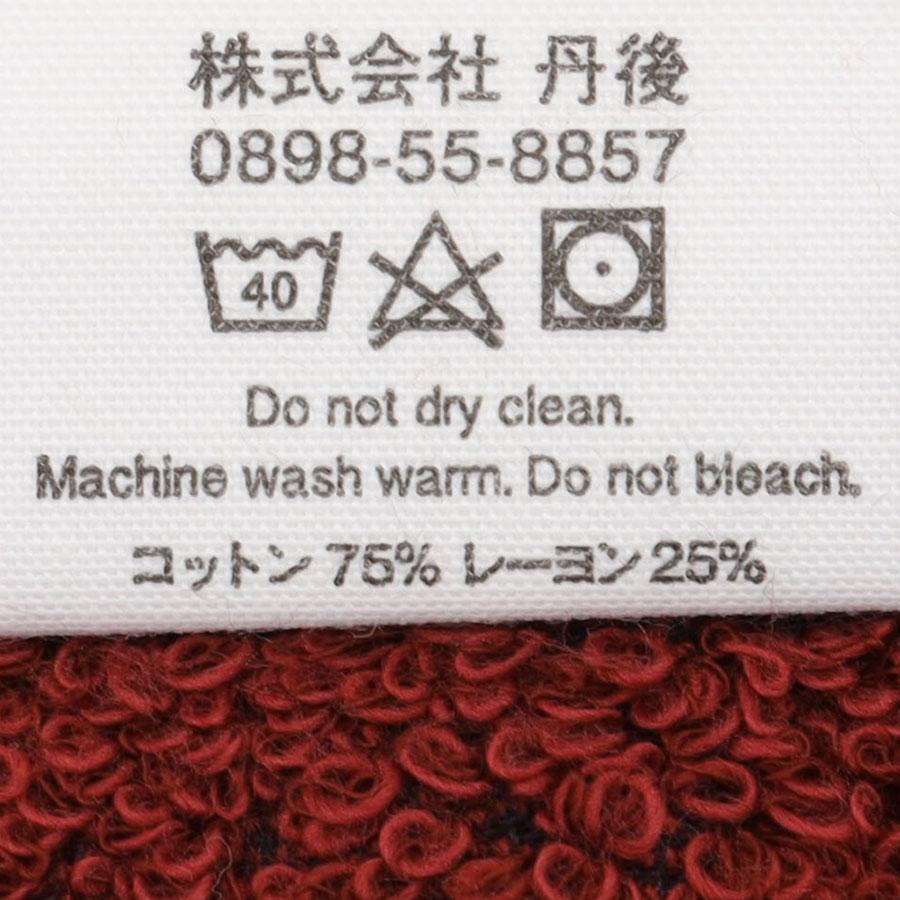 株式会社 丹後
0898-55-8857
40
Do not dry clean.
Machine wash warm. Do not bleach.
コットン 75% レーヨン 25%